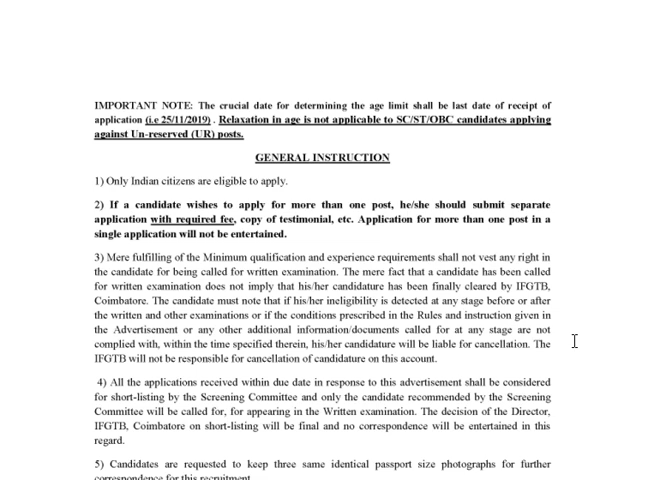 IMPORTANT NOTE: The crucial date for determining the age limit shall be last date of receipt of
application (i.e 25/11/2019) . Relaxation in age is not applicable to SC/ST/OBC candidates applying
against Un-reserved (UR) posts.
GENERAL INSTRUCTION
1) Only Indian citizens are eligible to apply.
2) If a candidate wishes to apply for more than one post, he/she should submit separate
application with required fee, copy of testimonial, etc. Application for more than one post in a
single application will not be entertained.
3) Mere fulfilling of the Minimum qualification and experience requirements shall not vest any right in
the candidate for being called for written examination. The mere fact that a candidate has been called
for written examination does not imply that his/her candidature has been finally cleared by IFGTB,
Coimbatore. The candidate must note that if his/her ineligibility is detected at any stage before or after
the written and other examinations or if the conditions prescribed in the Rules and instruction given in
the Advertisement or any other additional information/documents called for at any stage are not
complied with, within the time specified therein, his/her candidature will be liable for cancellation. The
IFGTB will not be responsible for cancellation of candidature on this account.
4) All the applications received within due date in response to this advertisement shall be considered
for short-listing by the Screening Committee and only the candidate recommended by the Screening
Committee will be called for, for appearing in the Written examination. The decision of the Director,
IFGTB, Coimbatore on short-listing will be final and no correspondence will be entertained in this
regard.
5) Candidates are requested to keep three same identical passport size photographs for further
correspondence for this recruitment.